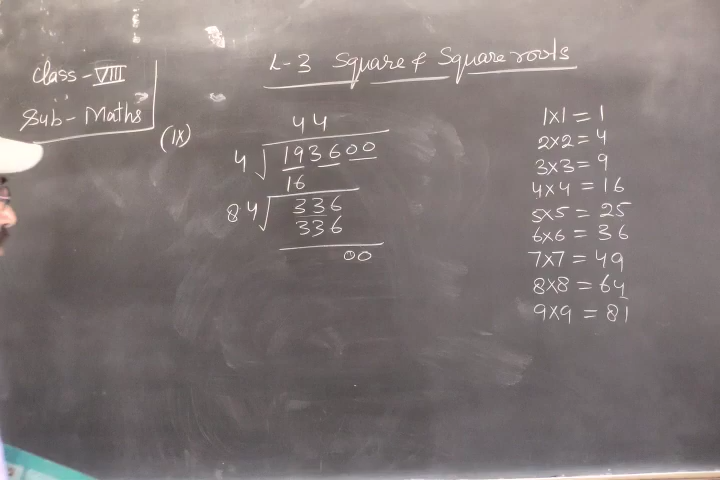 Class - VIII
Sub - Maths
L-3 Square & Square roots
(IX)
44
4 √193600
16
84 √336
336
00
1x1 = 1
2x2 = 4
3x3 = 9
4x4 = 16
5x5 = 25
6x6 = 36
7x7 = 49
8x8 = 64
9x9 = 81